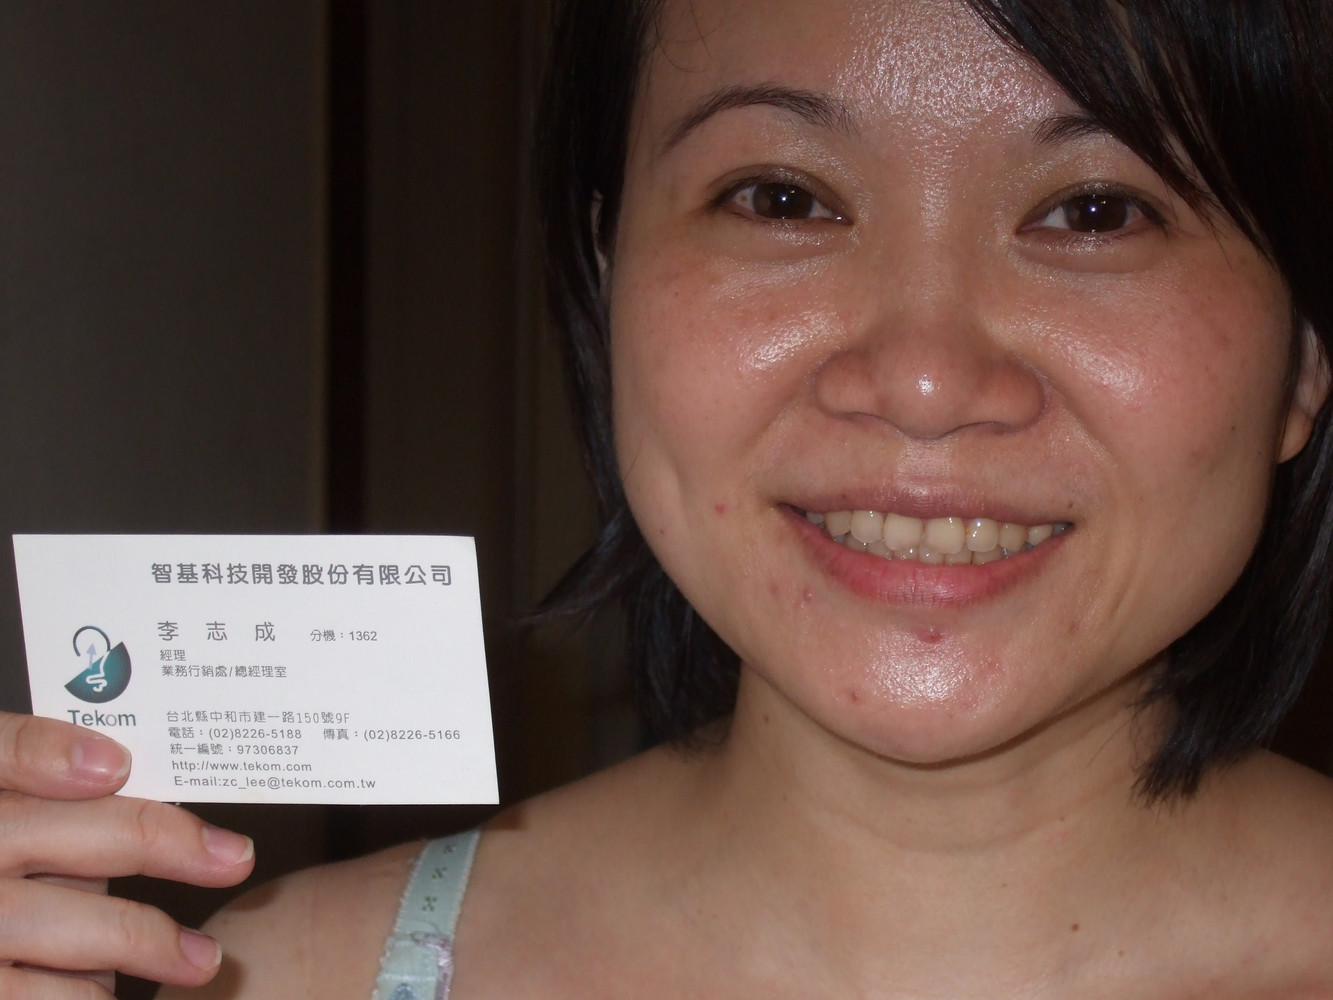 智基科技開發股份有限公司
李志成 分機：1362
經理
業務行銷處/總經理室
Tekom
台北縣中和市建一路150號9F
電話：(02)8226-5188 傳真：(02)8226-5166
統一編號：97306837
http://www.tekom.com
E-mail:zc_lee@tekom.com.tw